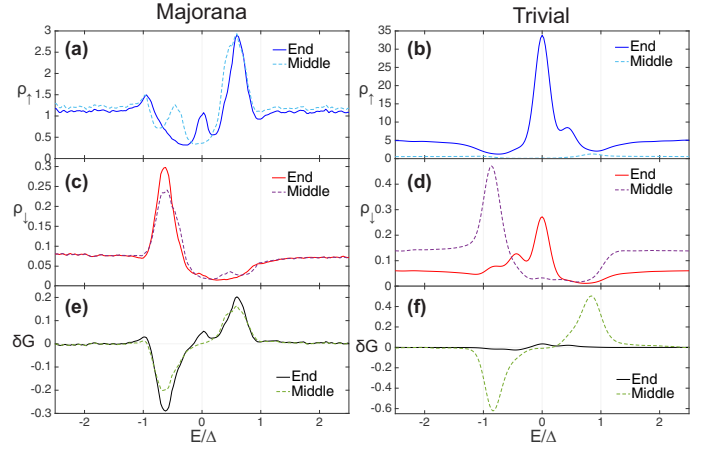 Majorana
Trivial
(a)
End
Middle
ρ↑
3
2.5
2
1.5
1
0.5
0
(b)
End
Middle
ρ↑
35
30
25
20
15
10
5
0
(c)
End
Middle
ρ↓
0.3
0.25
0.2
0.15
0.1
0.05
0
(d)
End
Middle
ρ↓
0.4
0.2
0
(e)
End
Middle
δG
0.2
0.1
0
-0.1
-0.2
-0.3
-2
-1
0
1
2
E/Δ
(f)
End
Middle
δG
0.4
0.2
0
-0.2
-0.4
-0.6
-2
-1
0
1
2
E/Δ